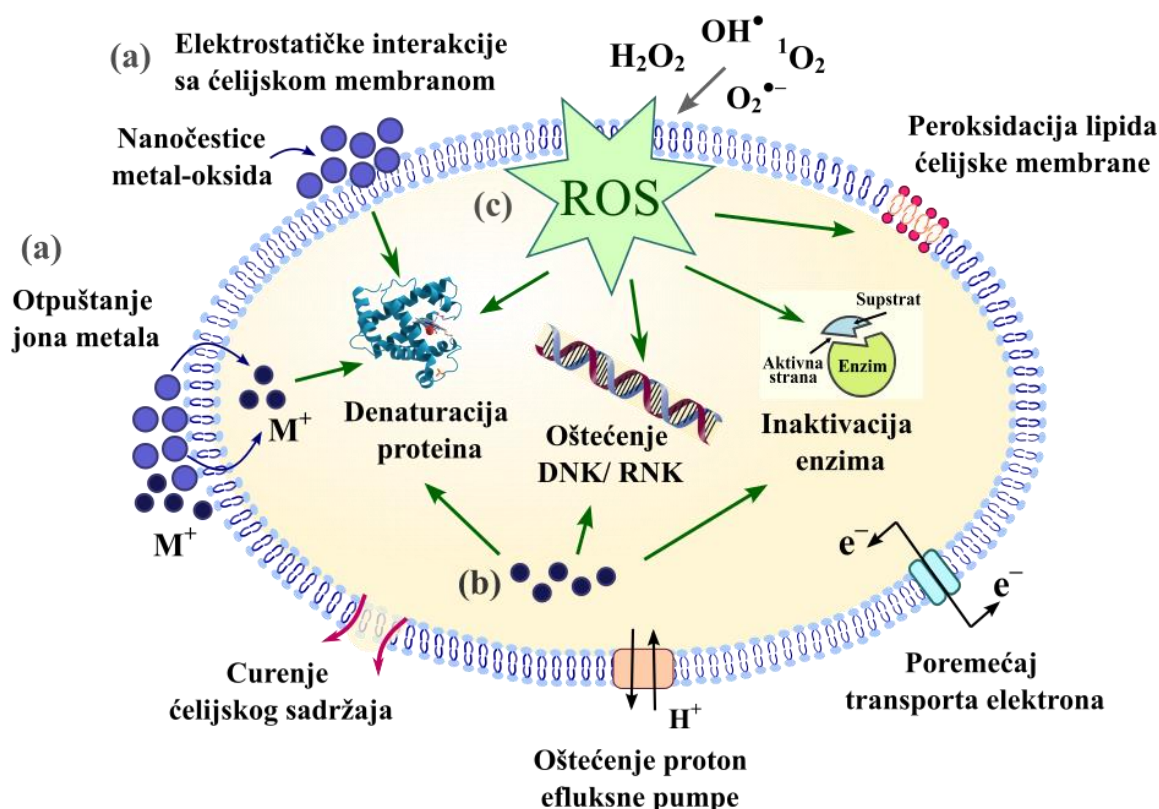 (a)
Elektrostatičke interakcije
sa ćelijskom membranom
H₂O₂
OH•
¹O₂
O₂•−
Nanočestice
metal-oksida
Peroksidacija lipida
ćelijske membrane
(c)
ROS
(a)
Otpuštanje
jona metala
M⁺
M⁺
Denaturacija
proteina
Oštećenje
DNK/ RNK
Supstrat
Aktivna
strana
Enzim
Inaktivacija
enzima
(b)
e⁻
e⁻
Curenje
ćelijskog sadržaja
H⁺
Oštećenje proton
efluksne pumpe
Poremećaj
transporta elektrona